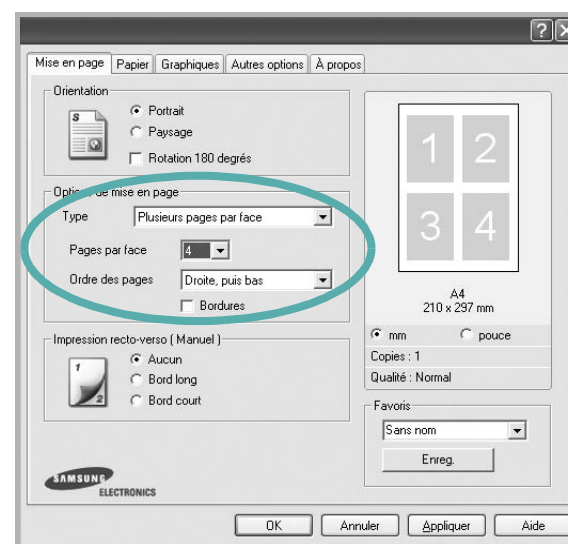 Mise en page Papier Graphiques Autres options À propos
Orientation
S
Portrait
Paysage
Rotation 180 degrés
Options de mise en page
Type Plusieurs pages par face
Pages par face 4
Ordre des pages Droite, puis bas
Bordures
Impression recto-verso ( Manuel )
1
2
Aucun
Bord long
Bord court
SAMSUNG
ELECTRONICS
1 2
3 4
A4
210 x 297 mm
mm pouce
Copies : 1
Qualité : Normal
Favoris
Sans nom
Enreg.
OK Annuler Appliquer Aide